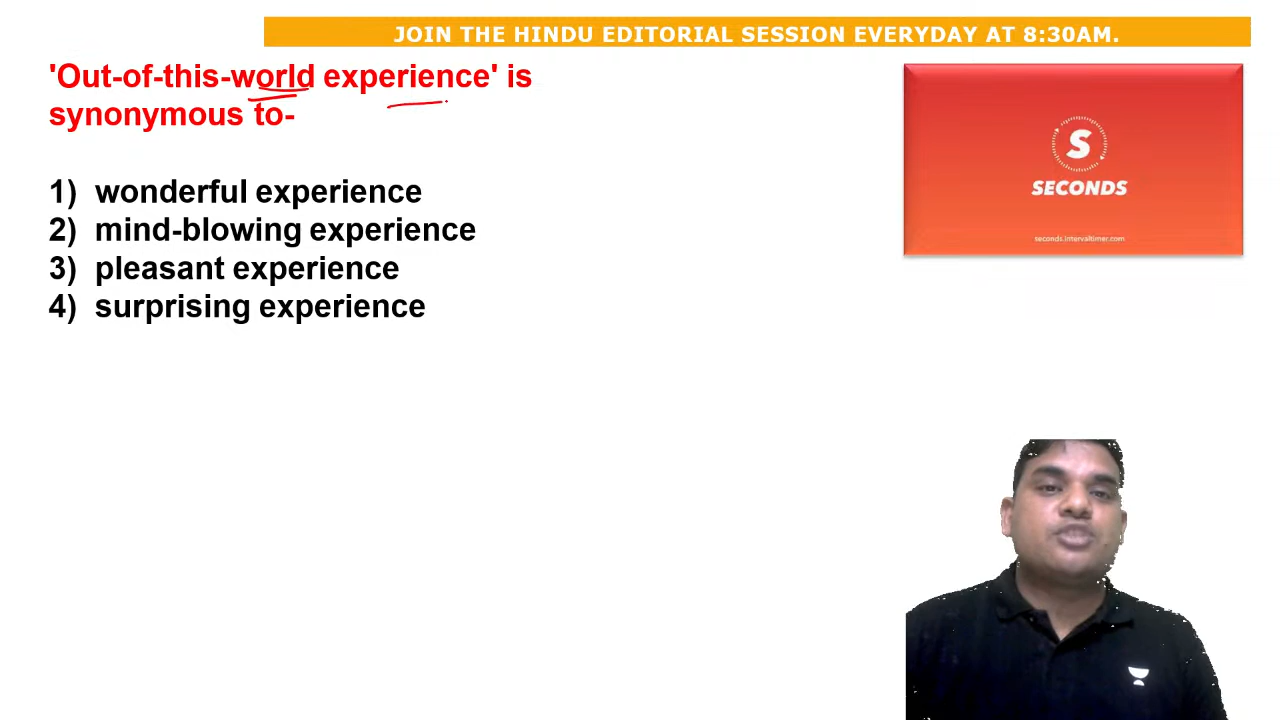 JOIN THE HINDU EDITORIAL SESSION EVERYDAY AT 8:30AM.
'Out-of-this-world experience' is
synonymous to-
1) wonderful experience
2) mind-blowing experience
3) pleasant experience
4) surprising experience
S
SECONDS
seconds.intervaltimer.com